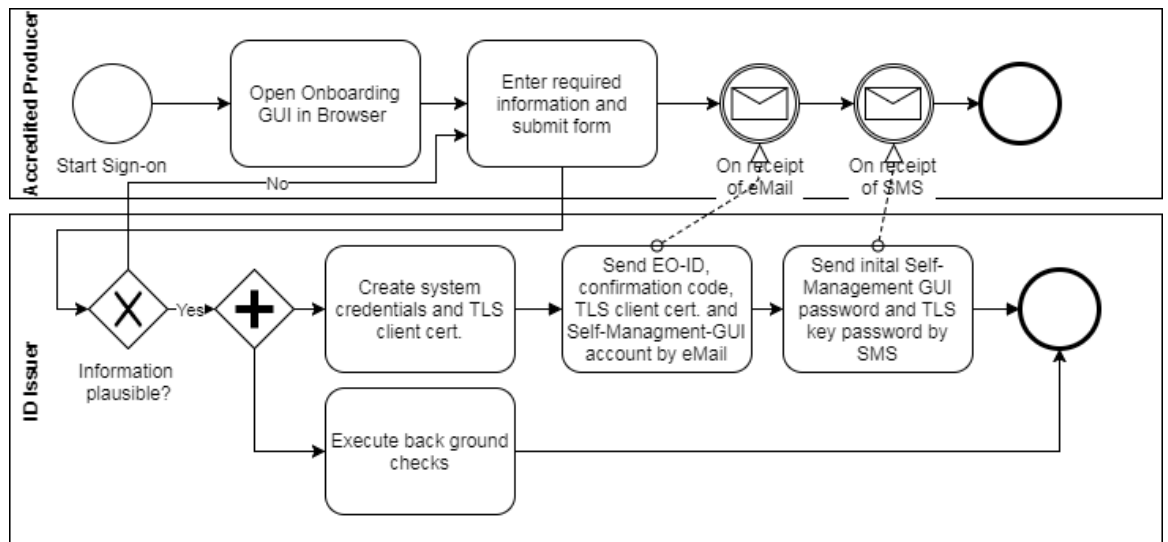 Accredited Producer
Start Sign-on
Open Onboarding
GUI in Browser
Enter required
information and
submit form
On receipt
of eMail
On receipt
of SMS
No
ID Issuer
Information
plausible?
Yes
Create system
credentials and TLS
client cert.
Send EO-ID,
confirmation code,
TLS client cert. and
Self-Managment-GUI
account by eMail
Send inital Self-
Management GUI
password and TLS
key password by
SMS
Execute back ground
checks